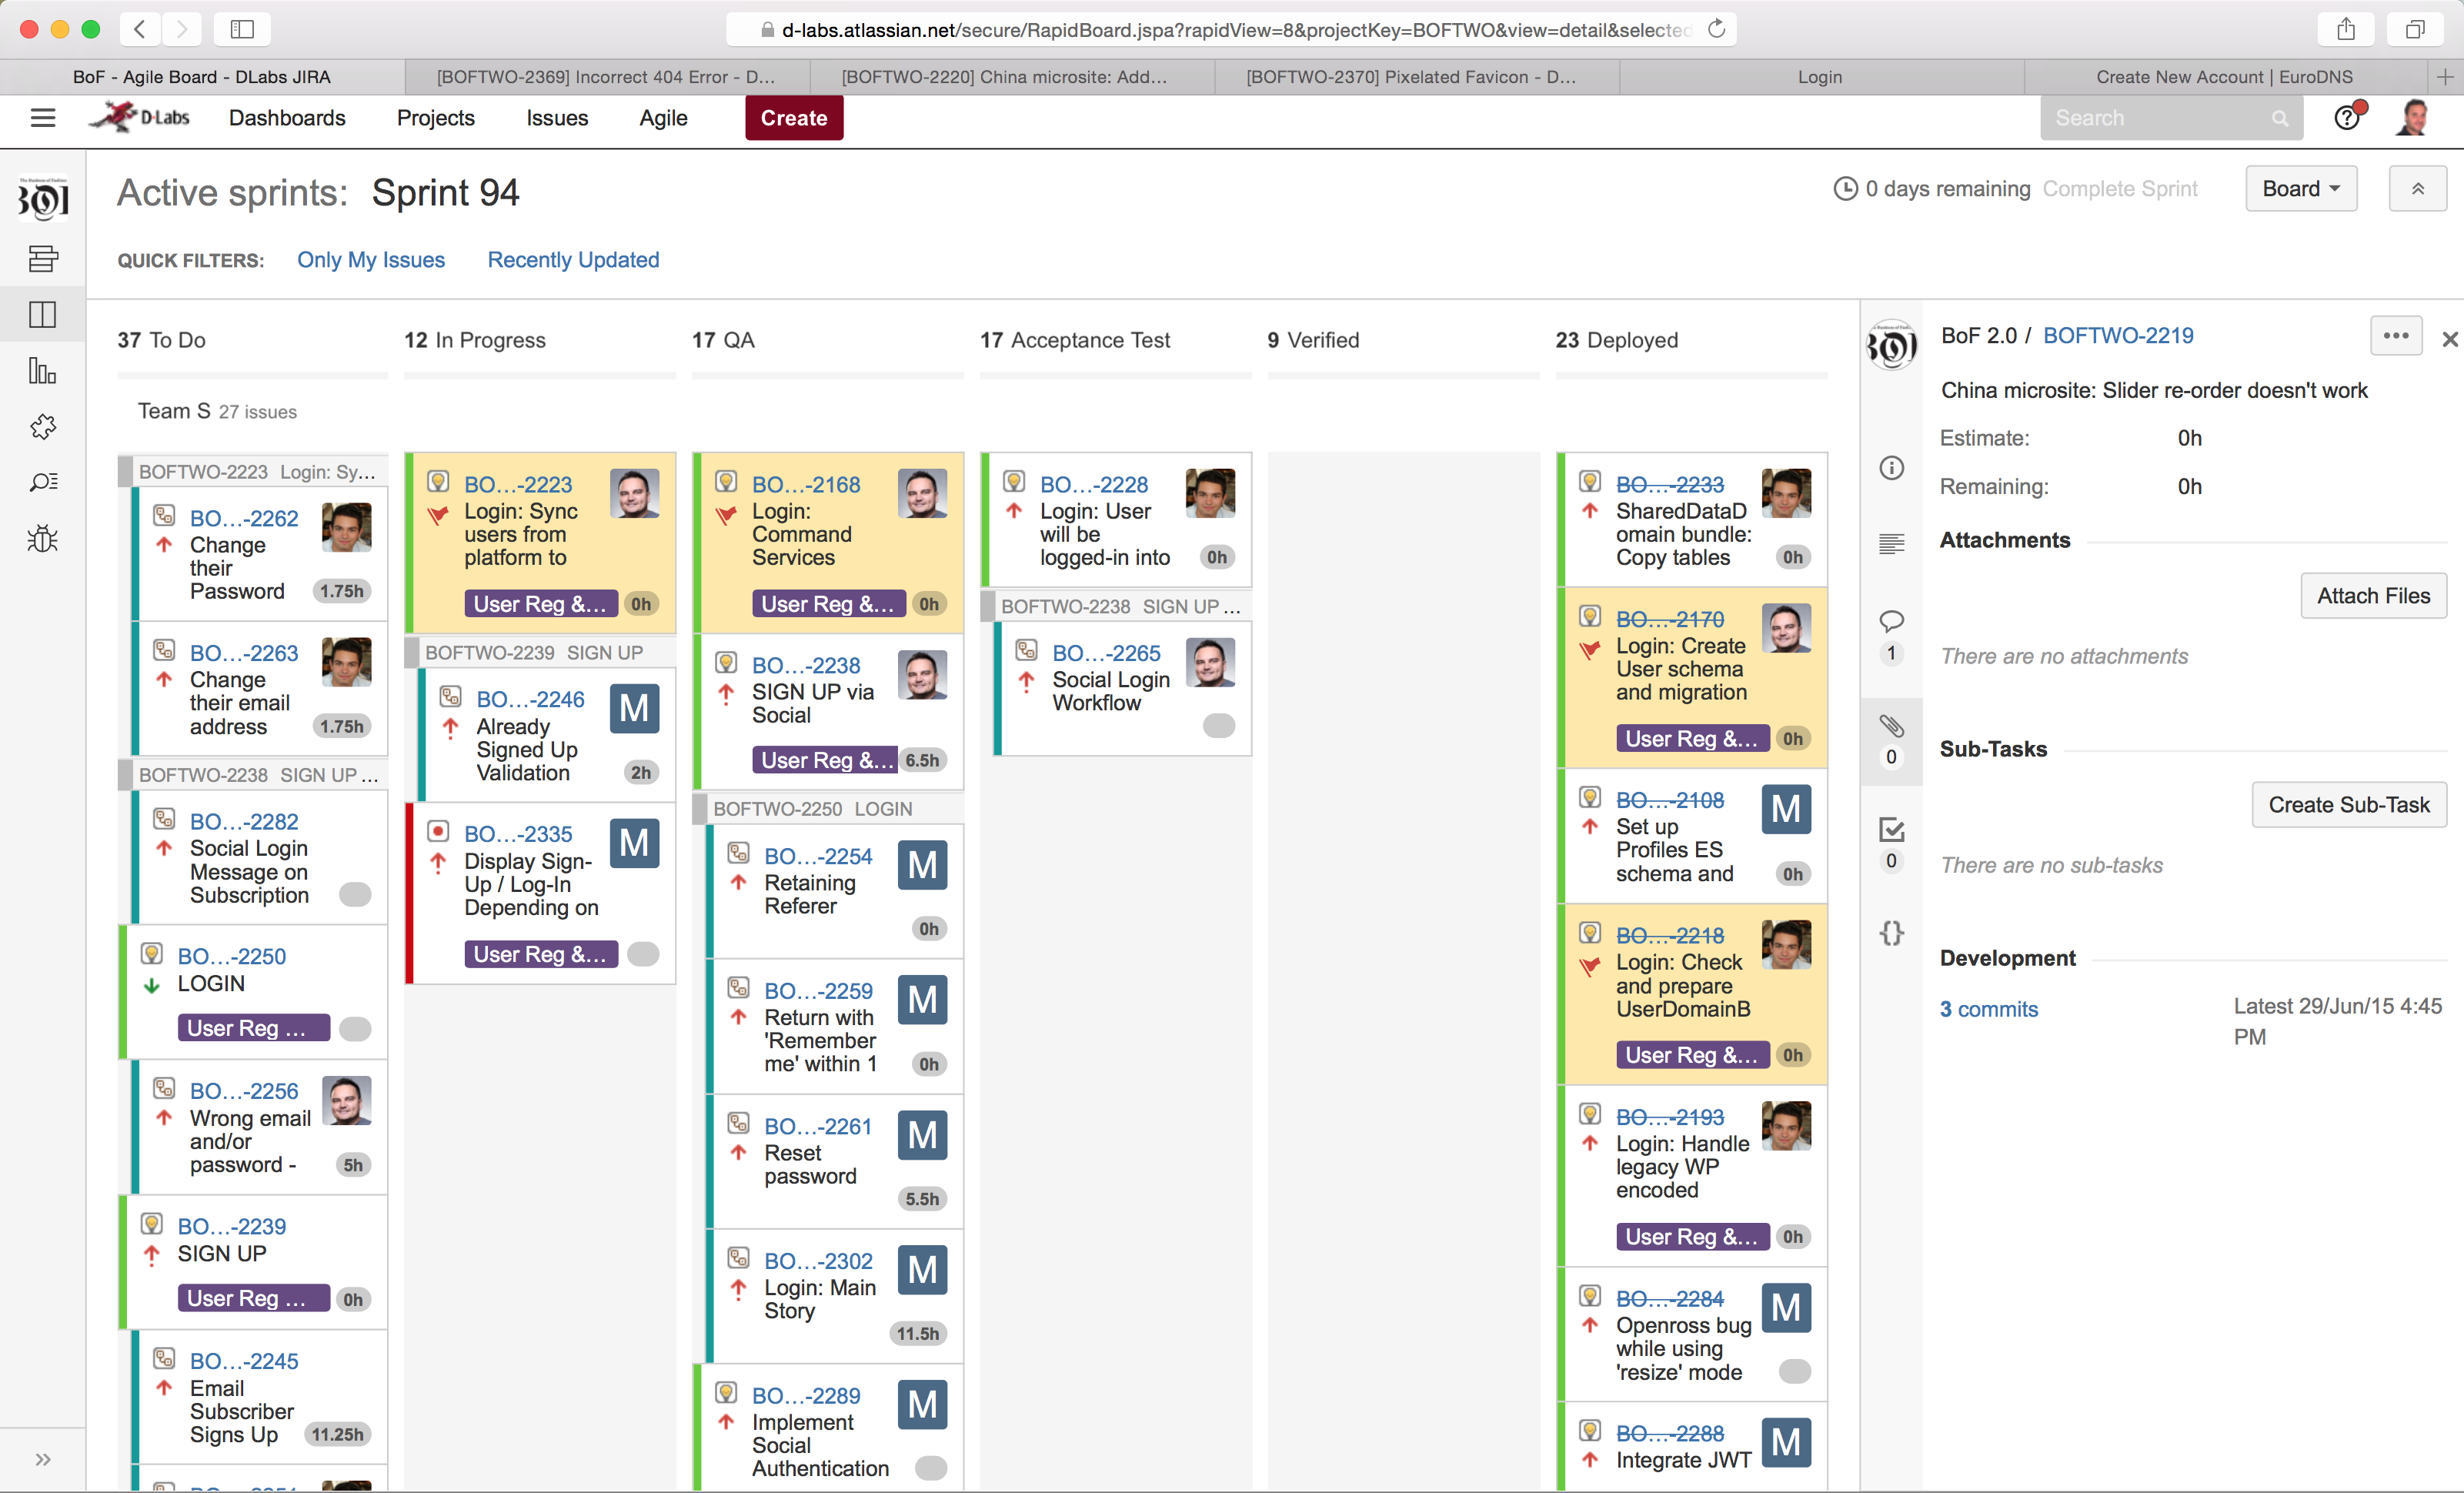 d-labs.atlassian.net/secure/RapidBoard.jspa?rapidView=8&projectKey=BOFTWO&view=detail&selected
BoF - Agile Board - DLabs JIRA
[BOFTWO-2369] Incorrect 404 Error - D...
[BOFTWO-2220] China microsite: Add...
[BOFTWO-2370] Pixelated Favicon - D...
Login
Create New Account | EuroDNS
D·Labs
Dashboards
Projects
Issues
Agile
Create
Search
Active sprints: Sprint 94
0 days remaining
Complete Sprint
Board
QUICK FILTERS:
Only My Issues
Recently Updated
37 To Do
12 In Progress
17 QA
17 Acceptance Test
9 Verified
23 Deployed
Team S 27 issues
BOFTWO-2223 Login: Sy...
BO...-2262
Change
their
Password
1.75h
BO...-2263
Change
their email
address
1.75h
BOFTWO-2238 SIGN UP ...
BO...-2282
Social Login
Message on
Subscription
BO...-2250
LOGIN
User Reg ...
BO...-2256
Wrong email
and/or
password -
5h
BO...-2239
SIGN UP
User Reg ...
0h
BO...-2245
Email
Subscriber
Signs Up
11.25h
BO...-2223
Login: Sync
users from
platform to
User Reg &...
0h
BOFTWO-2239 SIGN UP
BO...-2246
Already
Signed Up
Validation
2h
BO...-2335
Display Sign-
Up / Log-In
Depending on
User Reg &...
BO...-2168
Login:
Command
Services
User Reg &...
0h
BO...-2238
SIGN UP via
Social
User Reg &...
6.5h
BOFTWO-2250 LOGIN
BO...-2254
Retaining
Referer
0h
BO...-2259
Return with
'Remember
me' within 1
0h
BO...-2261
Reset
password
5.5h
BO...-2302
Login: Main
Story
11.5h
BO...-2289
Implement
Social
Authentication
M
M
M
M
M
M
M
BO...-2228
Login: User
will be
logged-in into
0h
BOFTWO-2238 SIGN UP ...
BO...-2265
Social Login
Workflow
BO...-2233
SharedDataD
omain bundle:
Copy tables
0h
BO...-2170
Login: Create
User schema
and migration
User Reg &...
0h
BO...-2108
M
Set up
Profiles ES
schema and
0h
BO...-2218
Login: Check
and prepare
UserDomainB
User Reg &...
0h
BO...-2193
Login: Handle
legacy WP
encoded
User Reg &...
0h
BO...-2284
M
Openross bug
while using
'resize' mode
BO...-2288
M
Integrate JWT
BoF 2.0 / BOFTWO-2219
China microsite: Slider re-order doesn't work
Estimate: 0h
Remaining: 0h
Attachments
Attach Files
There are no attachments
Sub-Tasks
Create Sub-Task
There are no sub-tasks
Development
3 commits
Latest 29/Jun/15 4:45
PM
1
0
0